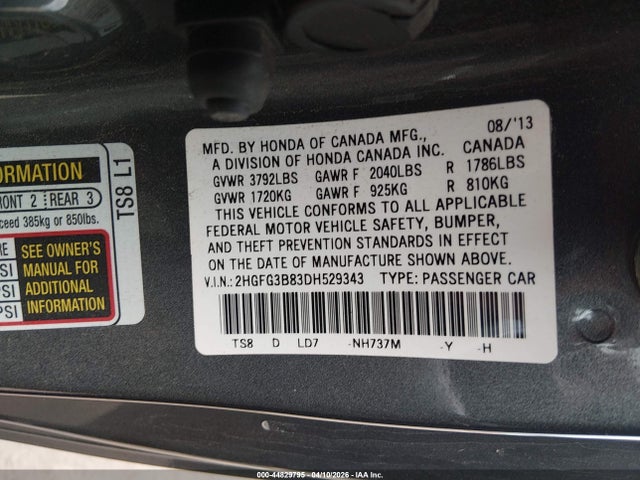 ORMATION
RONT 2 REAR 3
ceed 385kg or 850lbs.
TS8 L1
RE
PSI
PSI
PSI
SEE OWNER'S
MANUAL FOR
ADDITIONAL
INFORMATION
08/'13
MFD. BY HONDA OF CANADA MFG., CANADA
A DIVISION OF HONDA CANADA INC.
GVWR 3792LBS GAWR F 2040LBS R 1786LBS
GVWR 1720KG GAWR F 925KG R 810KG
THIS VEHICLE CONFORMS TO ALL APPLICABLE
FEDERAL MOTOR VEHICLE SAFETY, BUMPER,
AND THEFT PREVENTION STANDARDS IN EFFECT
ON THE DATE OF MANUFACTURE SHOWN ABOVE.
V.I.N.: 2HGFG3B83DH529343 TYPE: PASSENGER CAR
TS8 D LD7 -NH737M -Y -H
000-44829795 - 04/10/2026 - IAA Inc.